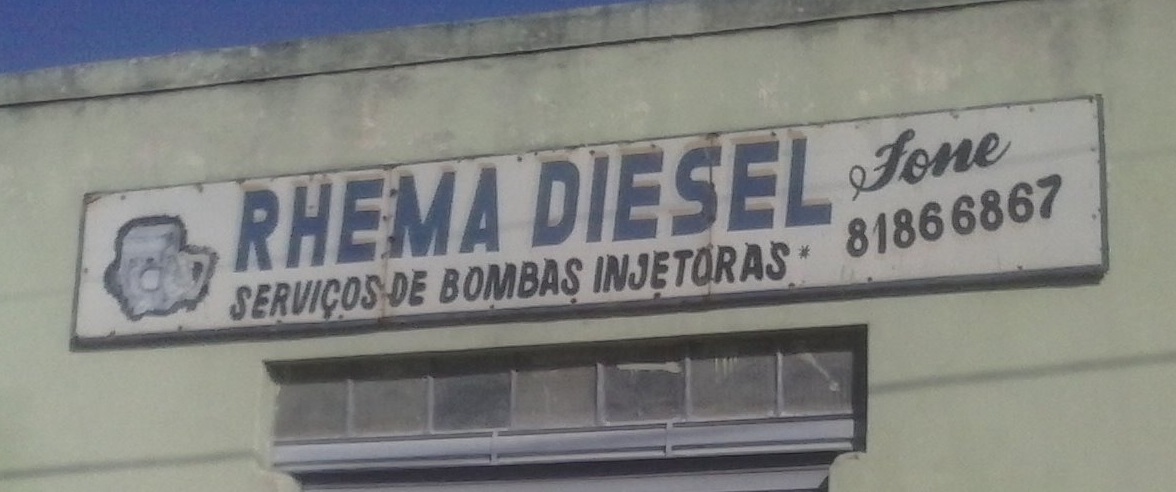 RHEMA DIESEL
SERVIÇOS DE BOMBAS INJETORAS*
Fone
81866867